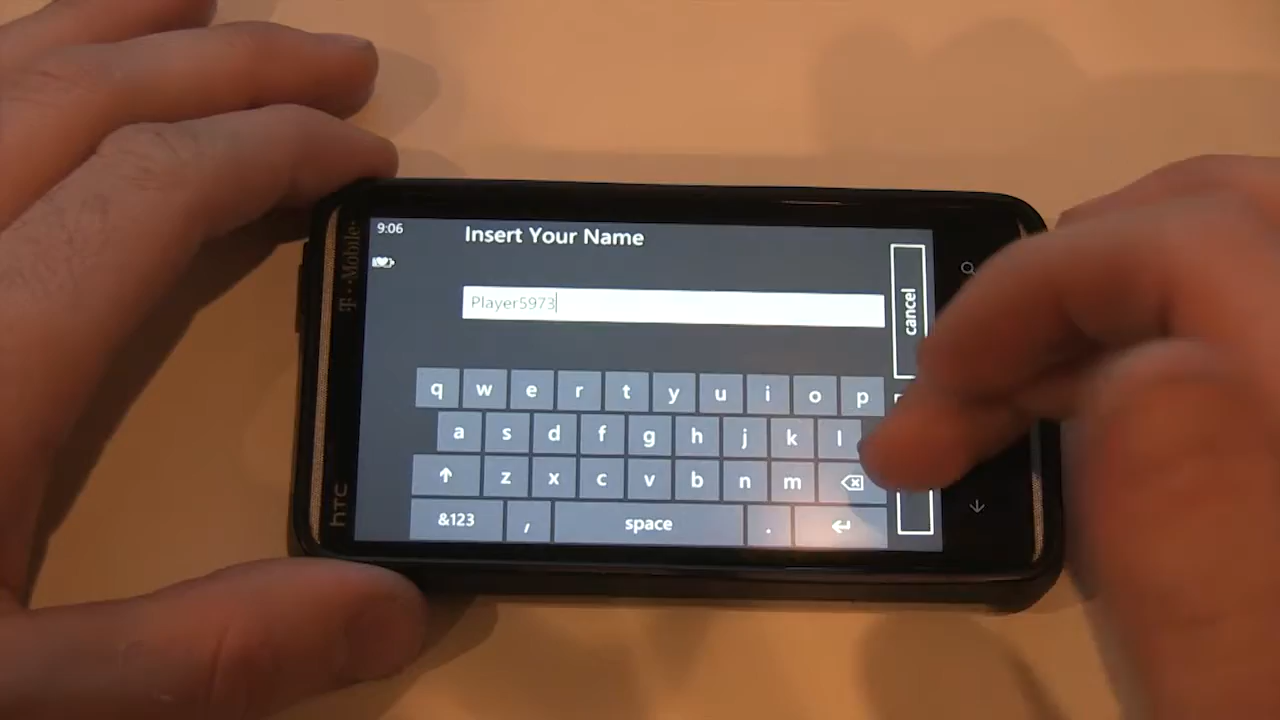 9:06
Insert Your Name
Player5973
cancel
q w e r t y u i o p
a s d f g h j k l
z x c v b n m
&123 , space .
T··Mobile·
hTC